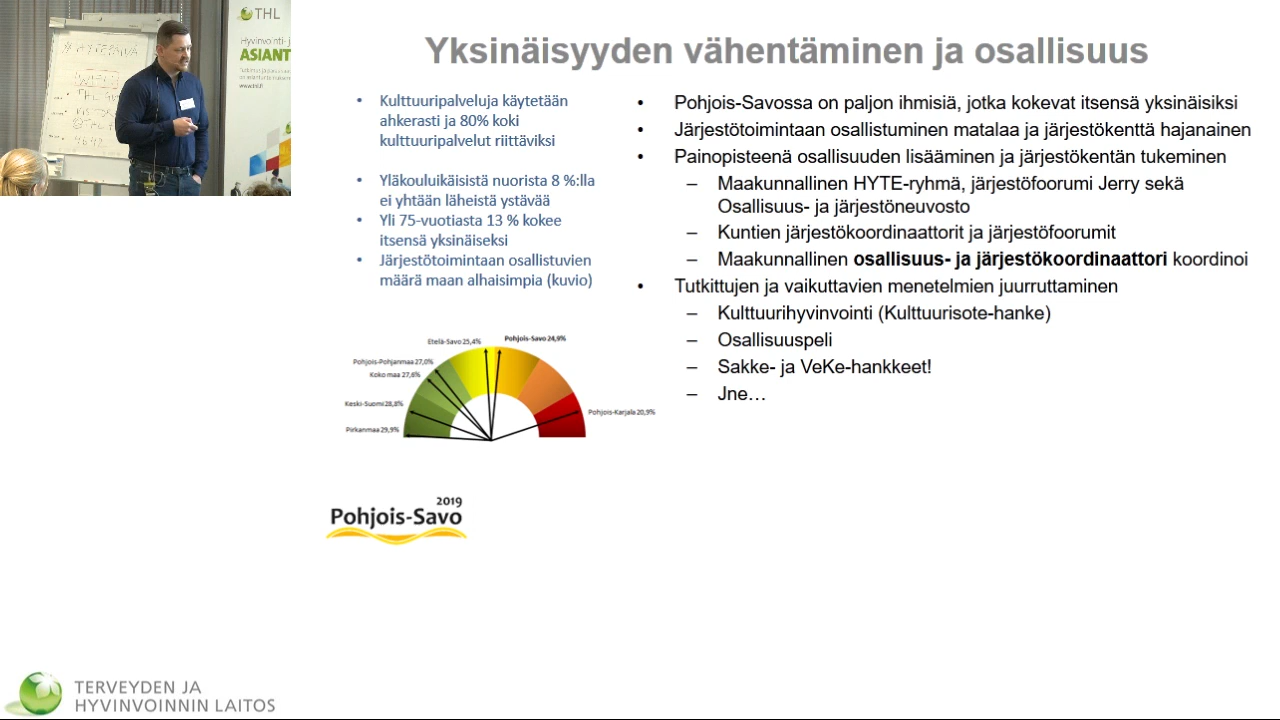 THL
Hyvinvointi- j
ASIANT
www.thl.fi
Yksinäisyyden vähentäminen ja osallisuus
• Kulttuuripalveluja käytetään
ahkerasti ja 80% koki
kulttuuripalvelut riittäviksi
• Yläkouluikäisistä nuorista 8 %:lla
ei yhtään läheistä ystävää
• Yli 75-vuotiasta 13 % kokee
itsensä yksinäiseksi
• Järjestötoimintaan osallistuvien
määrä maan alhaisimpia (kuvio)
Etelä-Savo 25,4%
Pohjois-Savo 24,9%
Pohjois-Pohjanmaa 27,0%
Koko maa 27,6%
Keski-Suomi 28,8%
Pirkanmaa 29,9%
Pohjois-Karjala 20,9%
2019
Pohjois-Savo
• Pohjois-Savossa on paljon ihmisiä, jotka kokevat itsensä yksinäisiksi
• Järjestötoimintaan osallistuminen matalaa ja järjestökenttä hajanainen
• Painopisteenä osallisuuden lisääminen ja järjestökentän tukeminen
– Maakunnallinen HYTE-ryhmä, järjestöfoorumi Jerry sekä
Osallisuus- ja järjestöneuvosto
– Kuntien järjestökoordinaattorit ja järjestöfoorumit
– Maakunnallinen osallisuus- ja järjestökoordinaattori koordinoi
• Tutkittujen ja vaikuttavien menetelmien juurruttaminen
– Kulttuurihyvinvointi (Kulttuurisote-hanke)
– Osallisuuspeli
– Sakke- ja VeKe-hankkeet!
– Jne…
TERVEYDEN JA
HYVINVOINNIN LAITOS